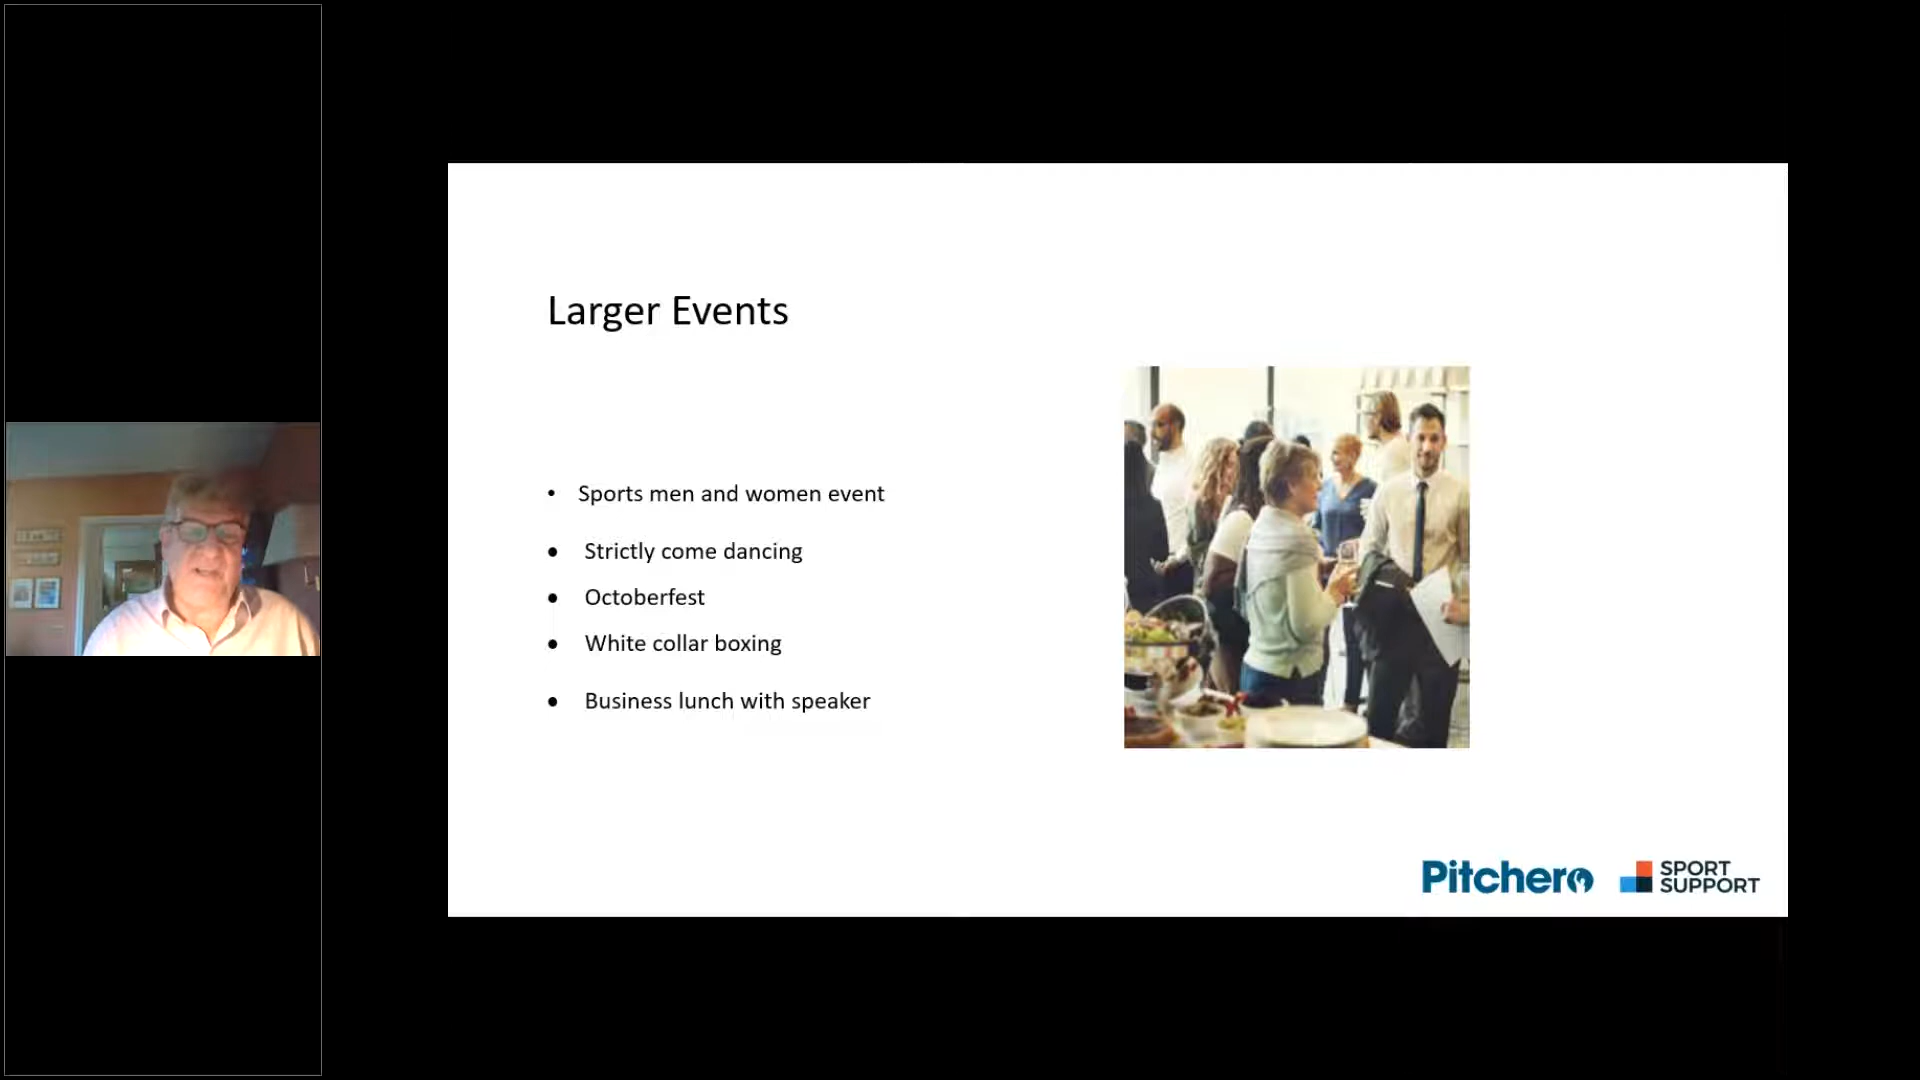 Larger Events
• Sports men and women event
● Strictly come dancing
● Octoberfest
● White collar boxing
● Business lunch with speaker
Pitchero
SPORT
SUPPORT